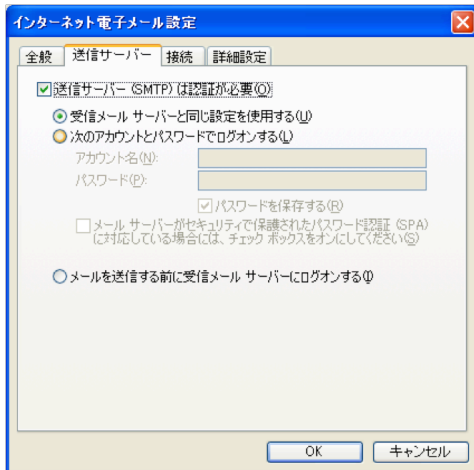 インターネット電子メール設定
全般 送信サーバー 接続 詳細設定
送信サーバー (SMTP) は認証が必要(O)
受信メール サーバーと同じ設定を使用する(U)
次のアカウントとパスワードでログオンする(L)
アカウント名(N):
パスワード(P):
パスワードを保存する(R)
メール サーバーがセキュリティで保護されたパスワード認証 (SPA)
に対応している場合には、チェック ボックスをオンにしてください(S)
メールを送信する前に受信メール サーバーにログオンする(I)
OK キャンセル